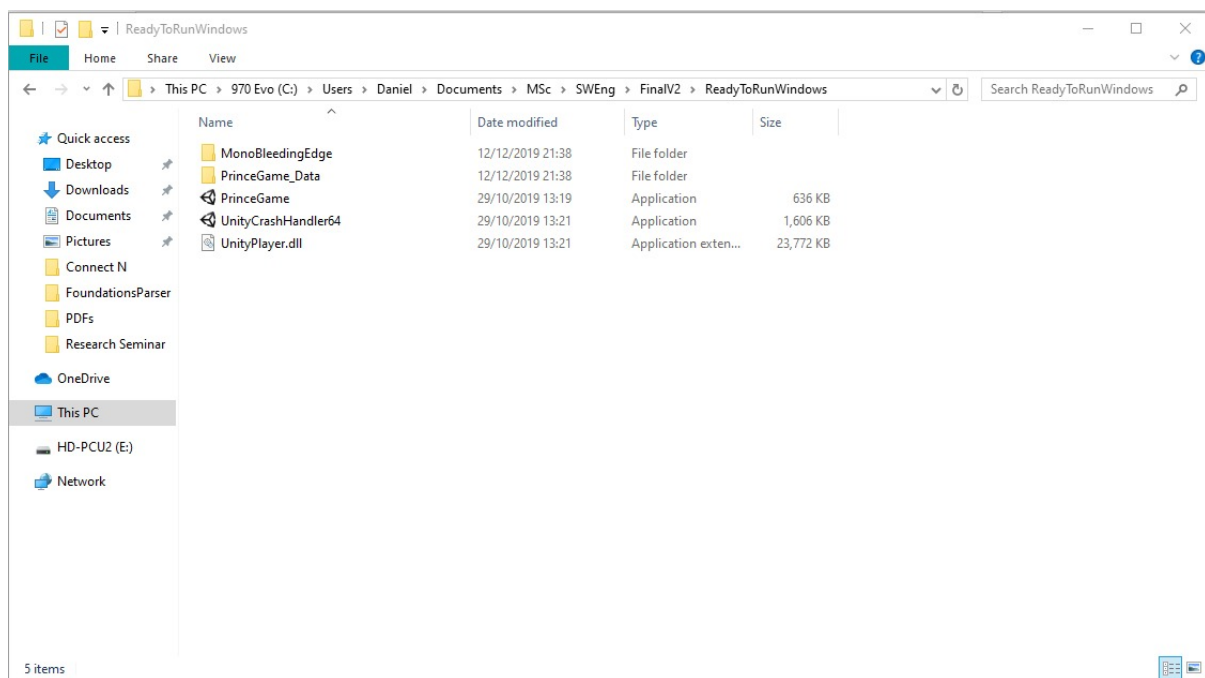 ReadyToRunWindows
File Home Share View
This PC > 970 Evo (C:) > Users > Daniel > Documents > MSc > SWEng > FinalV2 > ReadyToRunWindows
Search ReadyToRunWindows
Name Date modified Type Size
Quick access
Desktop
Downloads
Documents
Pictures
Connect N
FoundationsParser
PDFs
Research Seminar
OneDrive
This PC
HD-PCU2 (E:)
Network
MonoBleedingEdge 12/12/2019 21:38 File folder
PrinceGame_Data 12/12/2019 21:38 File folder
PrinceGame 29/10/2019 13:19 Application 636 KB
UnityCrashHandler64 29/10/2019 13:21 Application 1,606 KB
UnityPlayer.dll 29/10/2019 13:21 Application exten... 23,772 KB
5 items